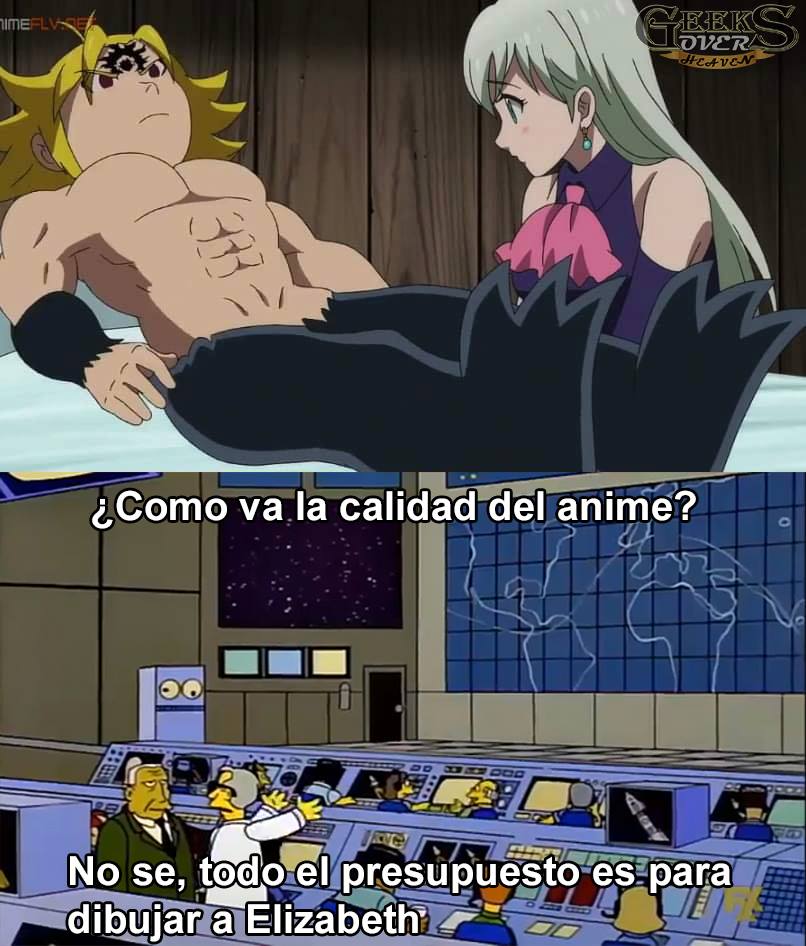 NIMEFLV.NET
GEEKS
OVER
HEAVEN
¿Como va la calidad del anime?
No se, todo el presupuesto es para
dibujar a Elizabeth
FX